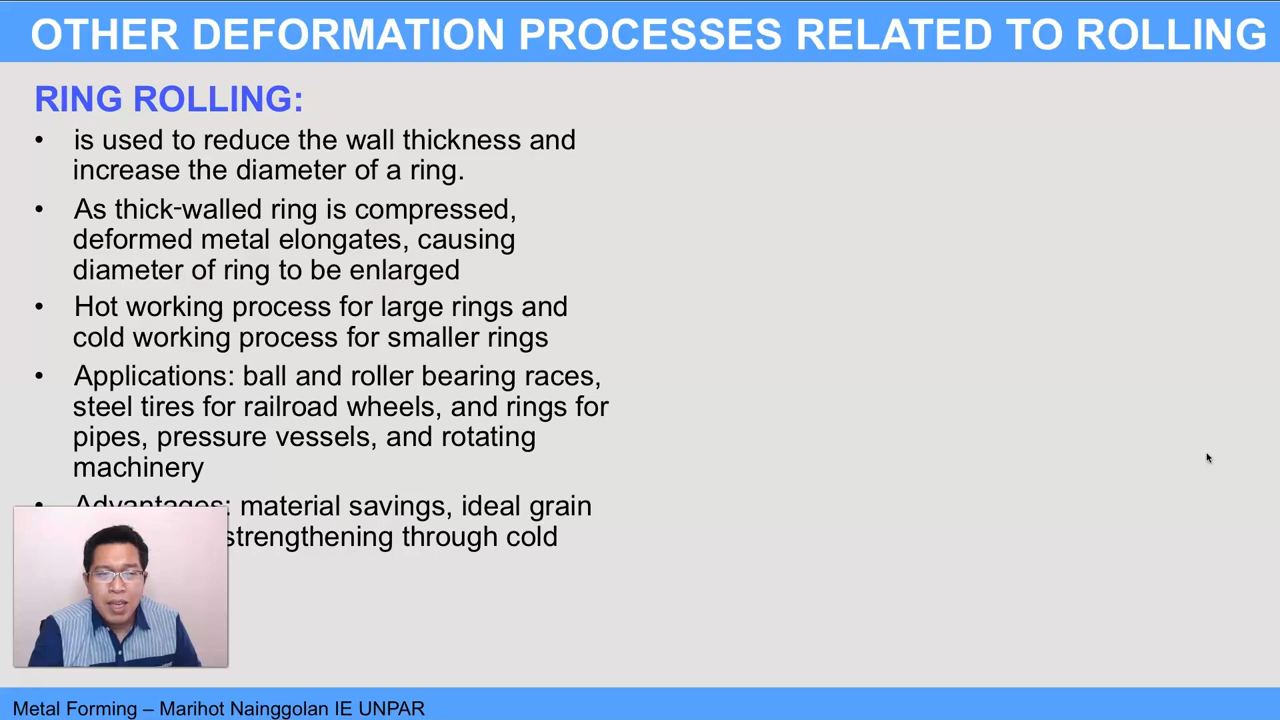 OTHER DEFORMATION PROCESSES RELATED TO ROLLING
RING ROLLING:
• is used to reduce the wall thickness and
increase the diameter of a ring.
• As thick-walled ring is compressed,
deformed metal elongates, causing
diameter of ring to be enlarged
• Hot working process for large rings and
cold working process for smaller rings
• Applications: ball and roller bearing races,
steel tires for railroad wheels, and rings for
pipes, pressure vessels, and rotating
machinery
• Advantages: material savings, ideal grain
strengthening through cold
Metal Forming – Marihot Nainggolan IE UNPAR